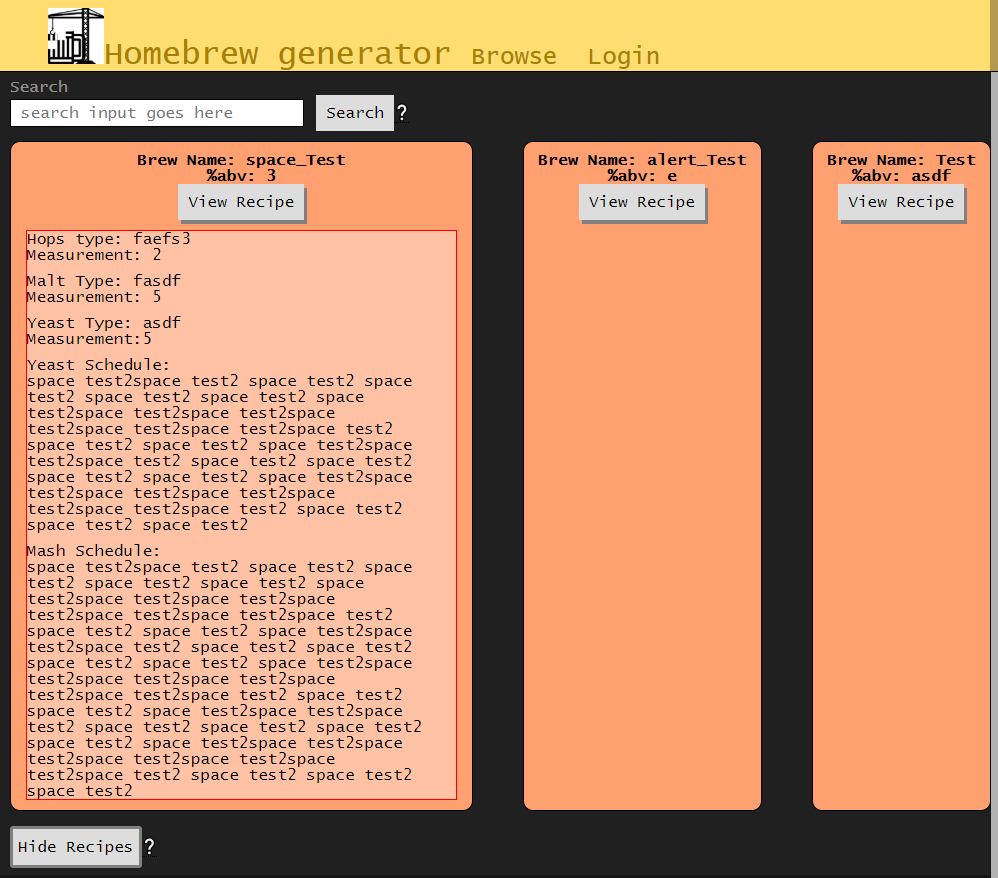 Homebrew generator Browse Login
Search
search input goes here Search ?
Brew Name: space_Test
%abv: 3
View Recipe
Hops type: faefs3
Measurement: 2
Malt Type: fasdf
Measurement: 5
Yeast Type: asdf
Measurement:5
Yeast Schedule:
space test2space test2 space test2 space
test2 space test2 space test2 space
test2space test2space test2space
test2space test2space test2space test2
space test2 space test2 space test2space
test2space test2 space test2 space test2
space test2 space test2 space test2space
test2space test2space test2space
test2space test2space test2 space test2
space test2 space test2
Mash Schedule:
space test2space test2 space test2 space
test2 space test2 space test2 space
test2space test2space test2space
test2space test2space test2space test2
space test2 space test2 space test2space
test2space test2 space test2 space test2
space test2 space test2 space test2space
test2space test2space test2space
test2space test2space test2 space test2
space test2 space test2space test2space
test2 space test2 space test2 space test2
space test2 space test2space test2space
test2space test2space test2space
test2space test2 space test2 space test2
space test2
Brew Name: alert_Test
%abv: e
View Recipe
Brew Name: Test
%abv: asdf
View Recipe
Hide Recipes ?